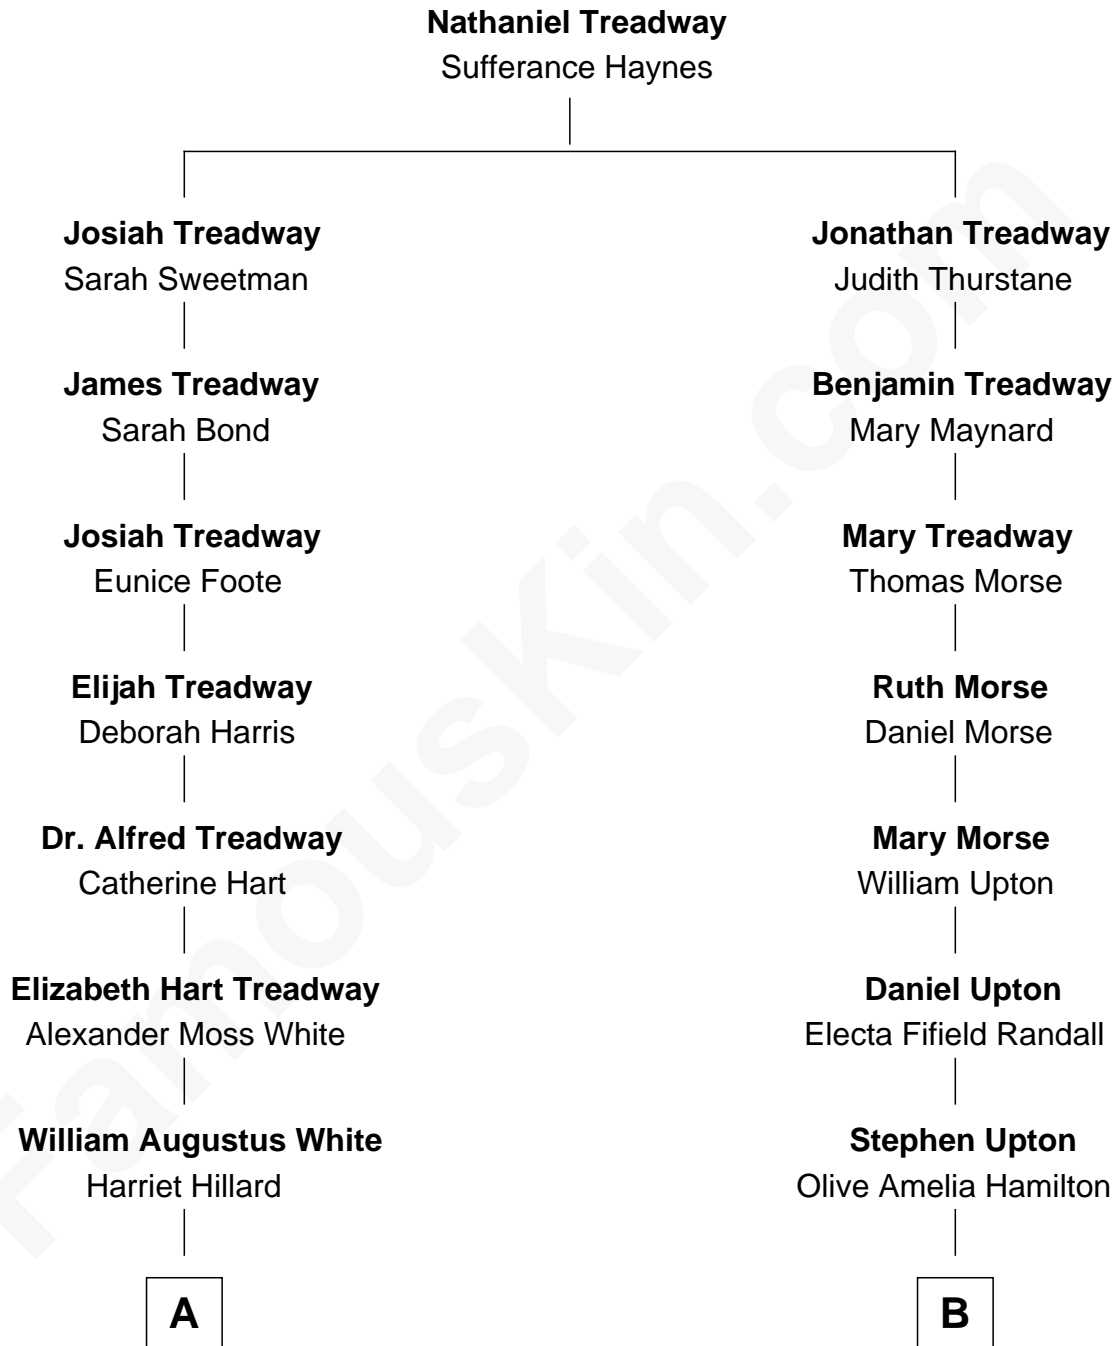 Nathaniel Treadway
Sufferance Haynes
Josiah Treadway
Sarah Sweetman
Jonathan Treadway
Judith Thurstane
James Treadway
Sarah Bond
Benjamin Treadway
Mary Maynard
Josiah Treadway
Eunice Foote
Mary Treadway
Thomas Morse
Elijah Treadway
Deborah Harris
Ruth Morse
Daniel Morse
Dr. Alfred Treadway
Catherine Hart
Mary Morse
William Upton
Elizabeth Hart Treadway
Alexander Moss White
Daniel Upton
Electa Fifield Randall
William Augustus White
Harriet Hillard
Stephen Upton
Olive Amelia Hamilton
A
B
FamousKin.com